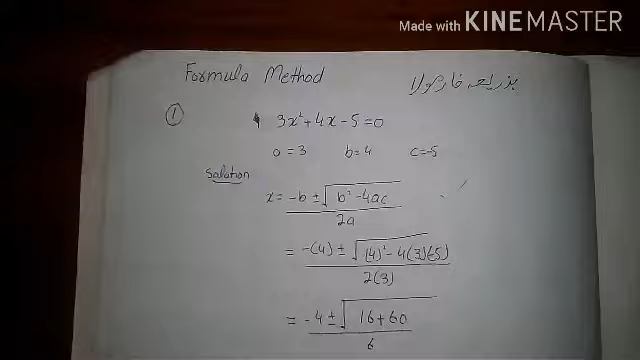 Made with KINEMASTER
Formula Method بذریعہ فارمولا
① 3x² + 4x - 5 = 0
a = 3 b = 4 c = -5
Solution
x = -b ± √(b² - 4ac) / 2a
= -(4) ± √((4)² - 4(3)(-5)) / 2(3)
= -4 ± √(16 + 60) / 6